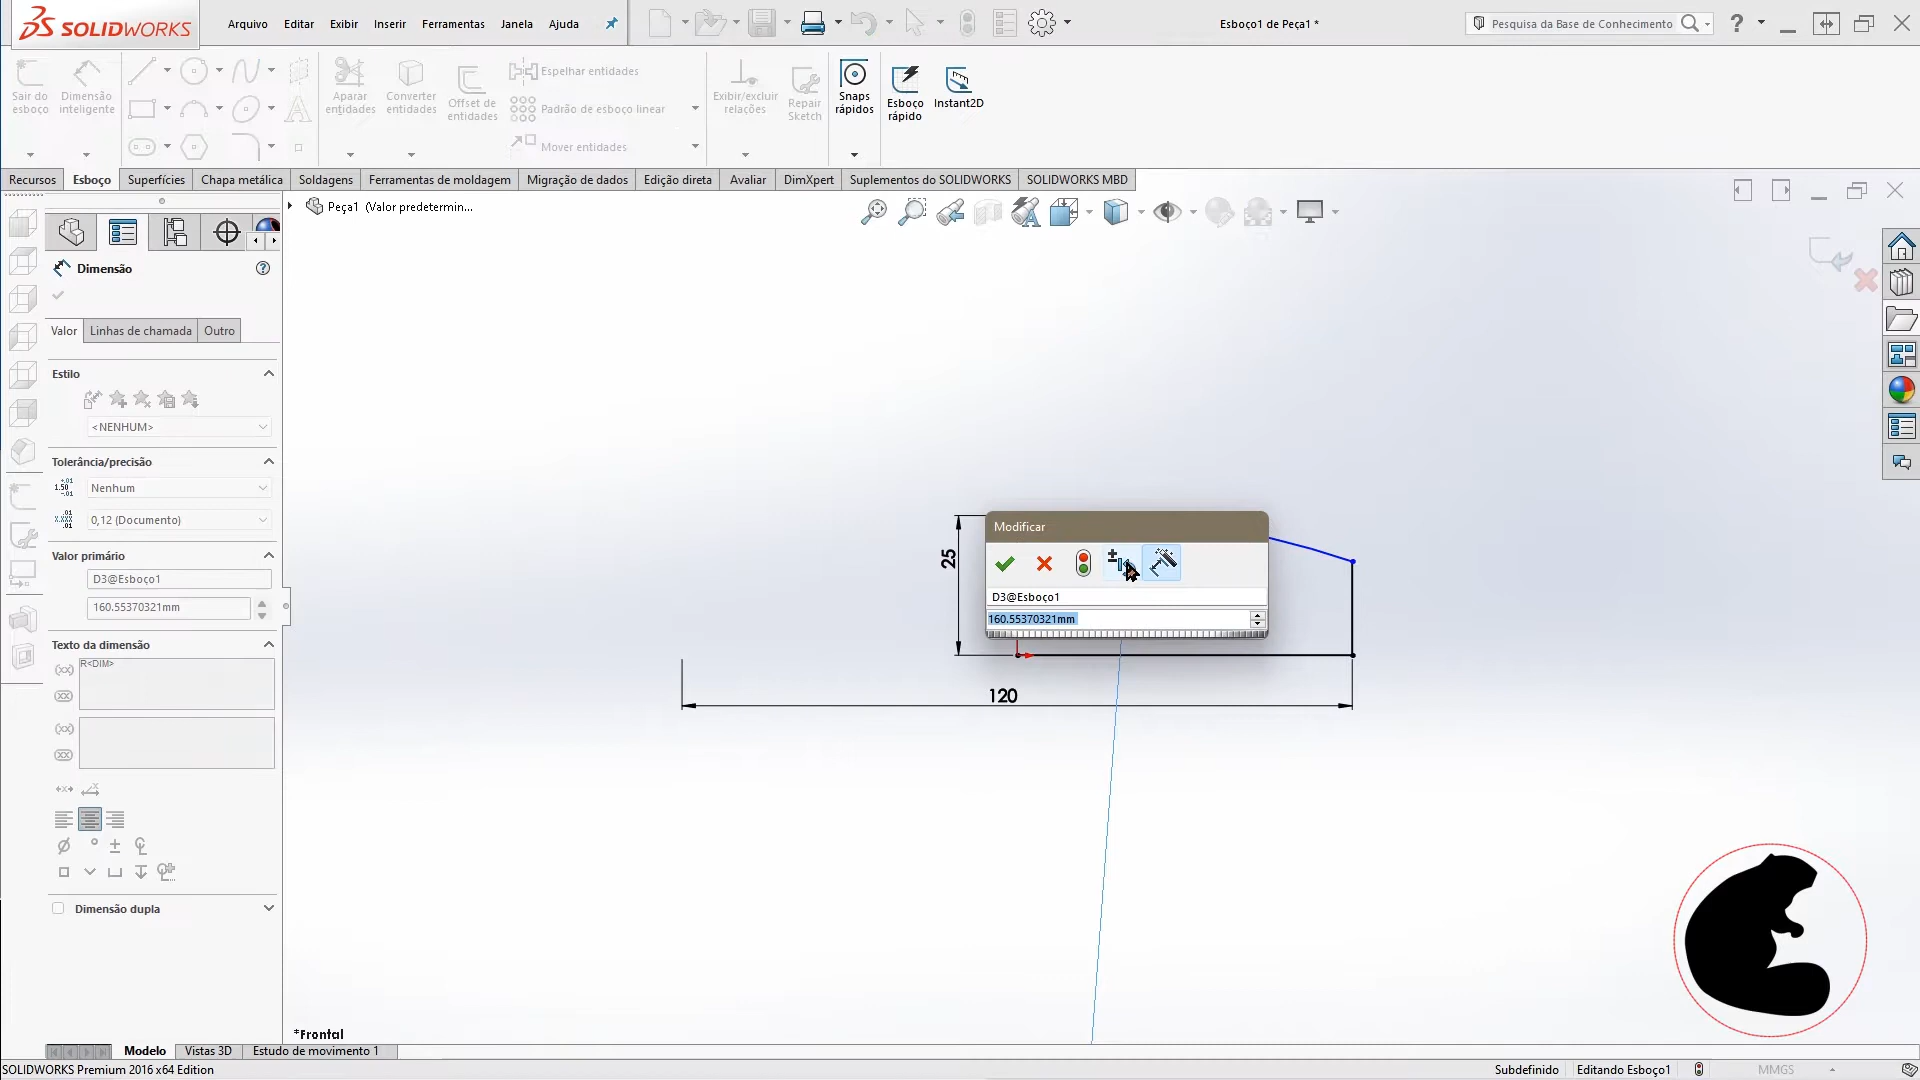 SOLIDWORKS
Arquivo Editar Exibir Inserir Ferramentas Janela Ajuda
Esboço1 de Peça1 *
Pesquisa da Base de Conhecimento
?
Sair do esboço
Dimensão inteligente
Aparar entidades
Converter entidades
Offset de entidades
Espelhar entidades
Padrão de esboço linear
Mover entidades
Exibir/excluir relações
Repair Sketch
Snaps rápidos
Esboço rápido
Instant2D
Recursos Esboço Superfícies Chapa metálica Soldagens Ferramentas de moldagem Migração de dados Edição direta Avaliar DimXpert Suplementos do SOLIDWORKS SOLIDWORKS MBD
Peça1 (Valor predetermin...
Dimensão
Valor Linhas de chamada Outro
Estilo
<NENHUM>
Tolerância/precisão
Nenhum
0,12 (Documento)
Valor primário
D3@Esboço1
160.55370321mm
Texto da dimensão
R<DIM>
Dimensão dupla
Modificar
D3@Esboço1
160.55370321mm
25
120
*Frontal
Modelo Vistas 3D Estudo de movimento 1
SOLIDWORKS Premium 2016 x64 Edition
Subdefinido Editando Esboço1 MMGS